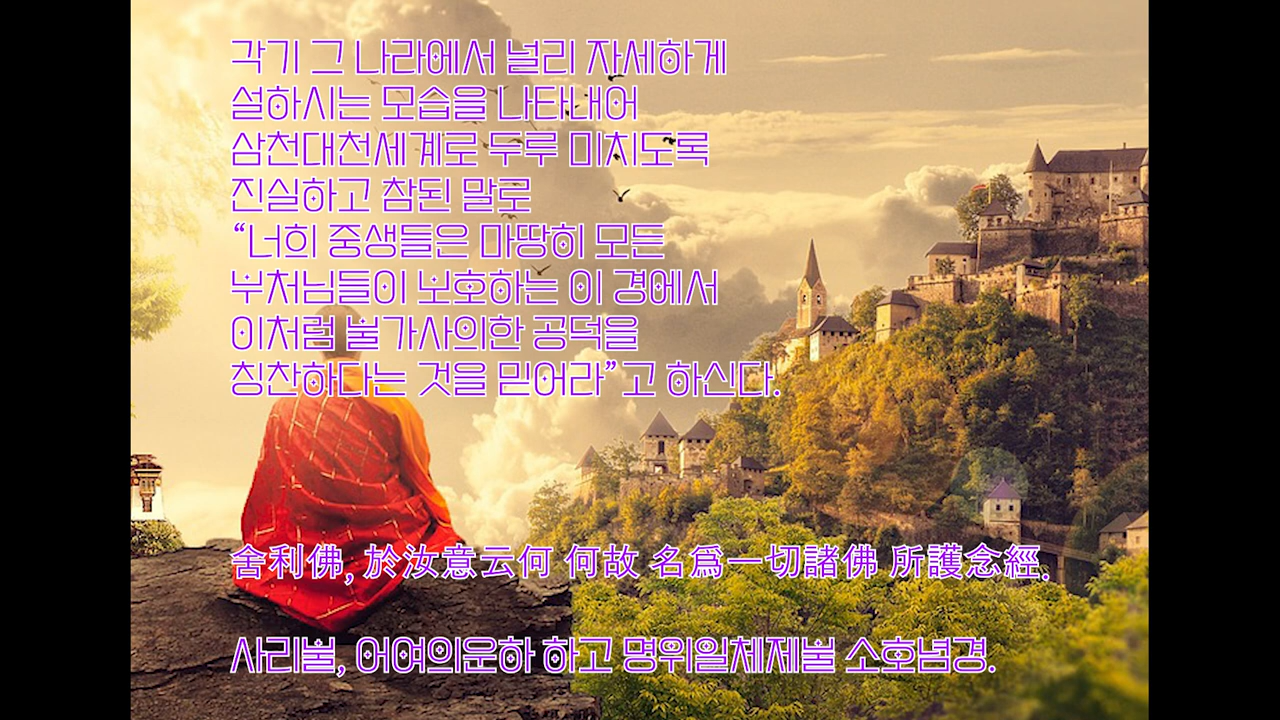 각기 그 나라에서 널리 자세하게
설하시는 모습을 나타내어
삼천대천세계로 두루 미치도록
진실하고 참된 말로
“너희 중생들은 마땅히 모든
부처님들이 보호하는 이 경에서
이처럼 불가사의한 공덕을
칭찬하다는 것을 믿어라”고 하신다.
舍利佛, 於汝意云何 何故 名爲一切諸佛 所護念經.
사리불, 어여의운하 하고 명위일체제불 소호념경.